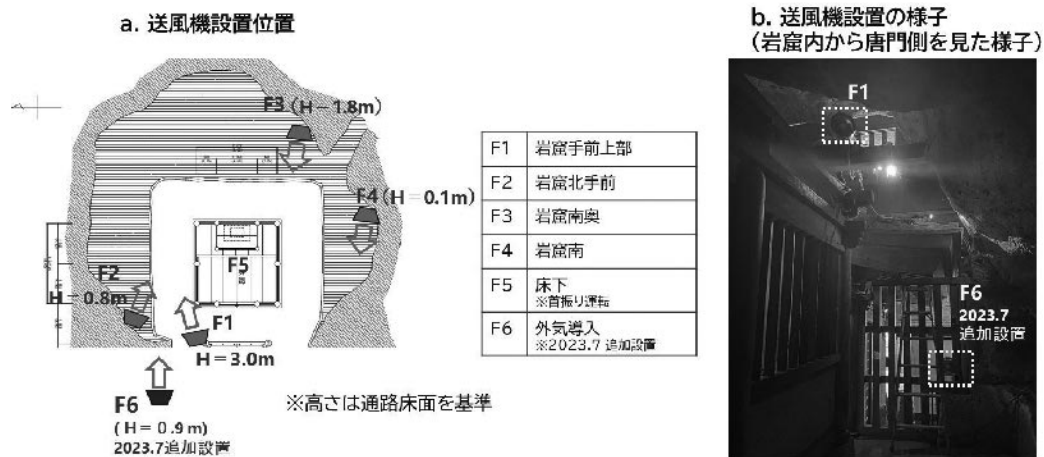 a. 送風機設置位置
b. 送風機設置の様子
(岩窟内から唐門側を見た様子)
F3 (H－1.8m)
F4 (H＝0.1m)
F5
F2
H＝0.8m
F1
H＝3.0m
F6
(H＝0.9 m)
2023.7追加設置
※高さは通路床面を基準
F1 岩窟手前上部
F2 岩窟北手前
F3 岩窟南奥
F4 岩窟南
F5 床下
※首振り運転
F6 外気導入
※2023.7 追加設置
F1
F6
2023.7
追加設置